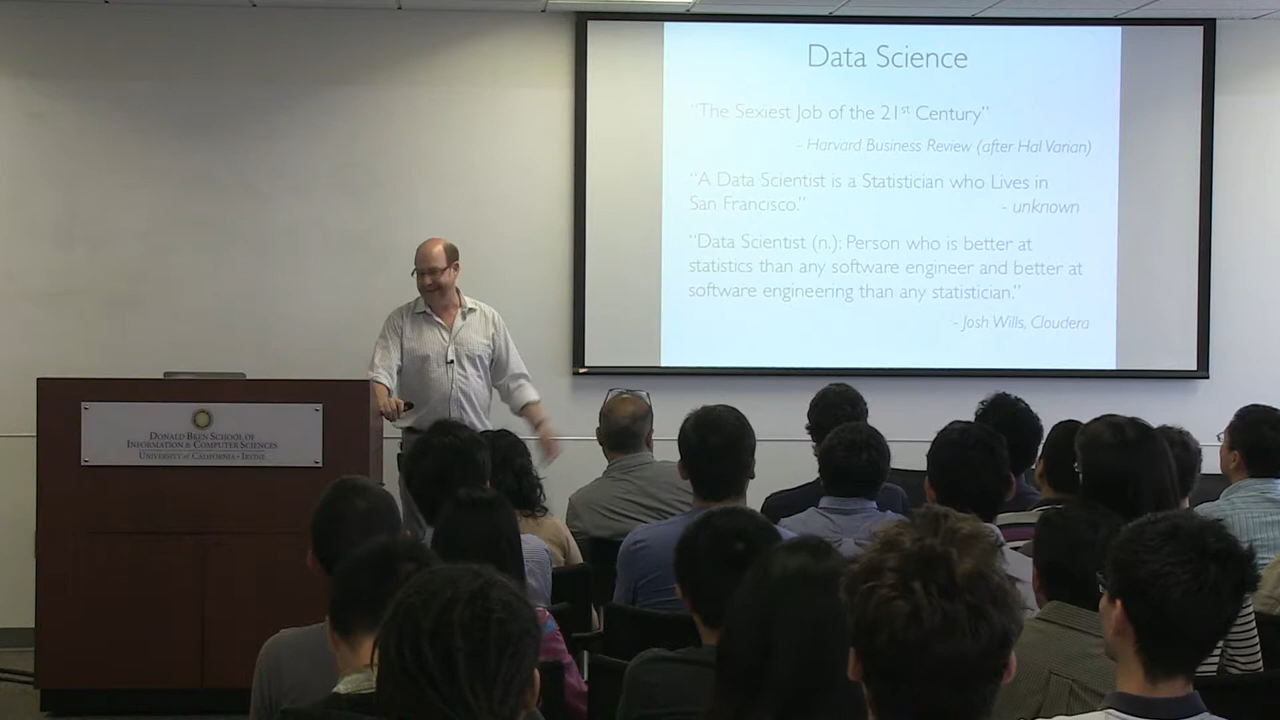 Data Science
"The Sexiest Job of the 21st Century"
- Harvard Business Review (after Hal Varian)
"A Data Scientist is a Statistician who Lives in
San Francisco."
- unknown
"Data Scientist (n.): Person who is better at
statistics than any software engineer and better at
software engineering than any statistician."
- Josh Wills, Cloudera
DONALD BREN SCHOOL OF
INFORMATION & COMPUTER SCIENCES
UNIVERSITY of CALIFORNIA · IRVINE